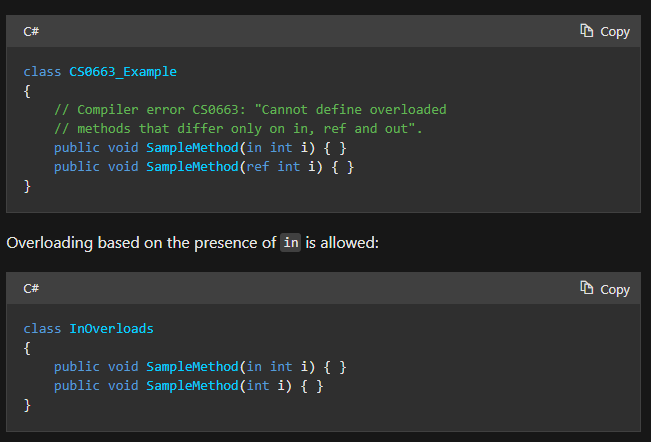 C#
Copy
class CS0663_Example
{
    // Compiler error CS0663: "Cannot define overloaded
    // methods that differ only on in, ref and out".
    public void SampleMethod(in int i) { }
    public void SampleMethod(ref int i) { }
}
Overloading based on the presence of in is allowed:
C#
Copy
class InOverloads
{
    public void SampleMethod(in int i) { }
    public void SampleMethod(int i) { }
}